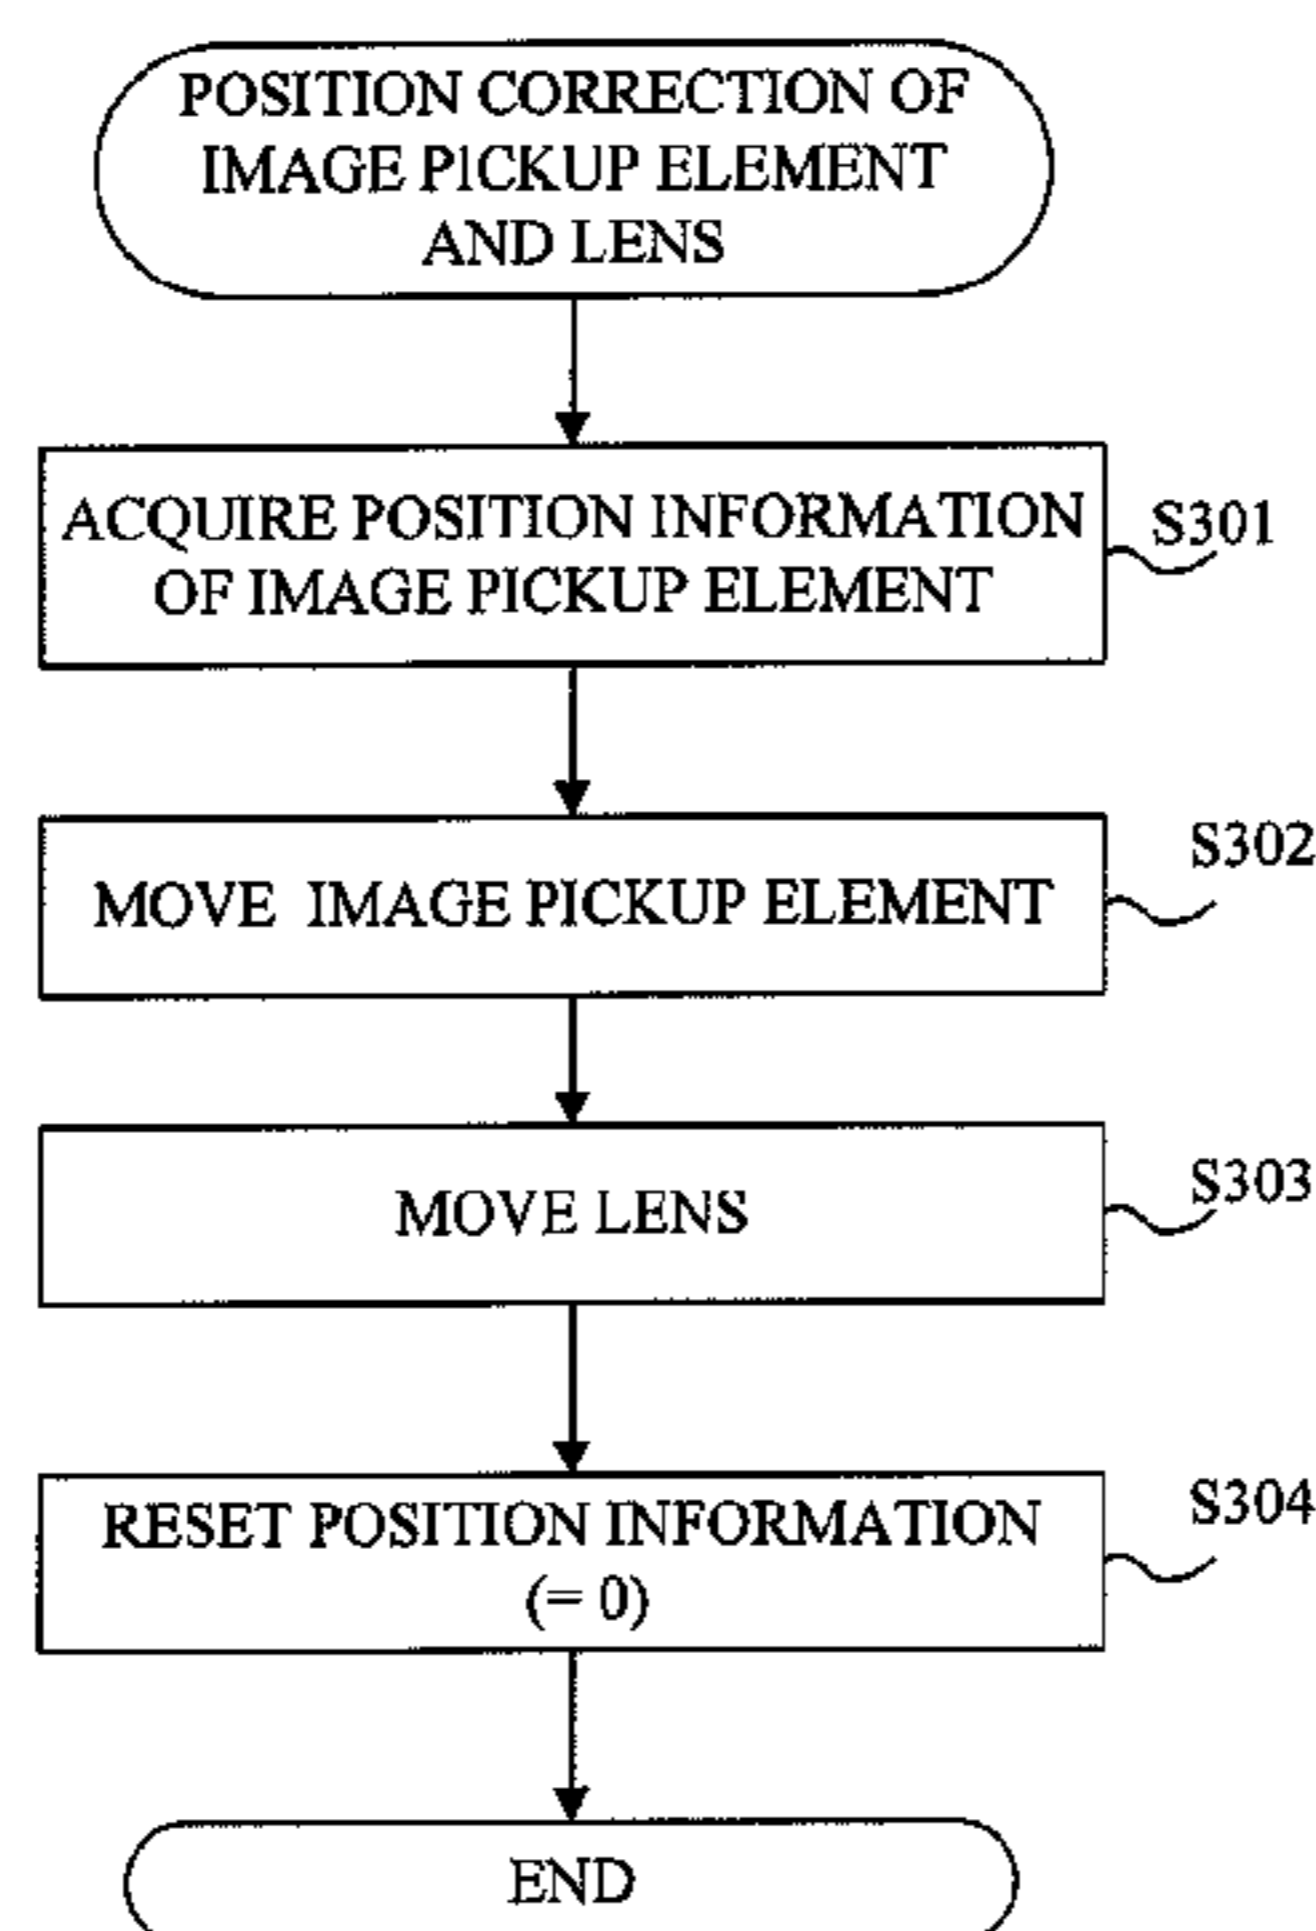 POSITION CORRECTION OF
IMAGE PICKUP ELEMENT
AND LENS
ACQUIRE POSITION INFORMATION
OF IMAGE PICKUP ELEMENT
S301
MOVE IMAGE PICKUP ELEMENT
S302
MOVE LENS
S303
RESET POSITION INFORMATION
(= 0)
S304
END